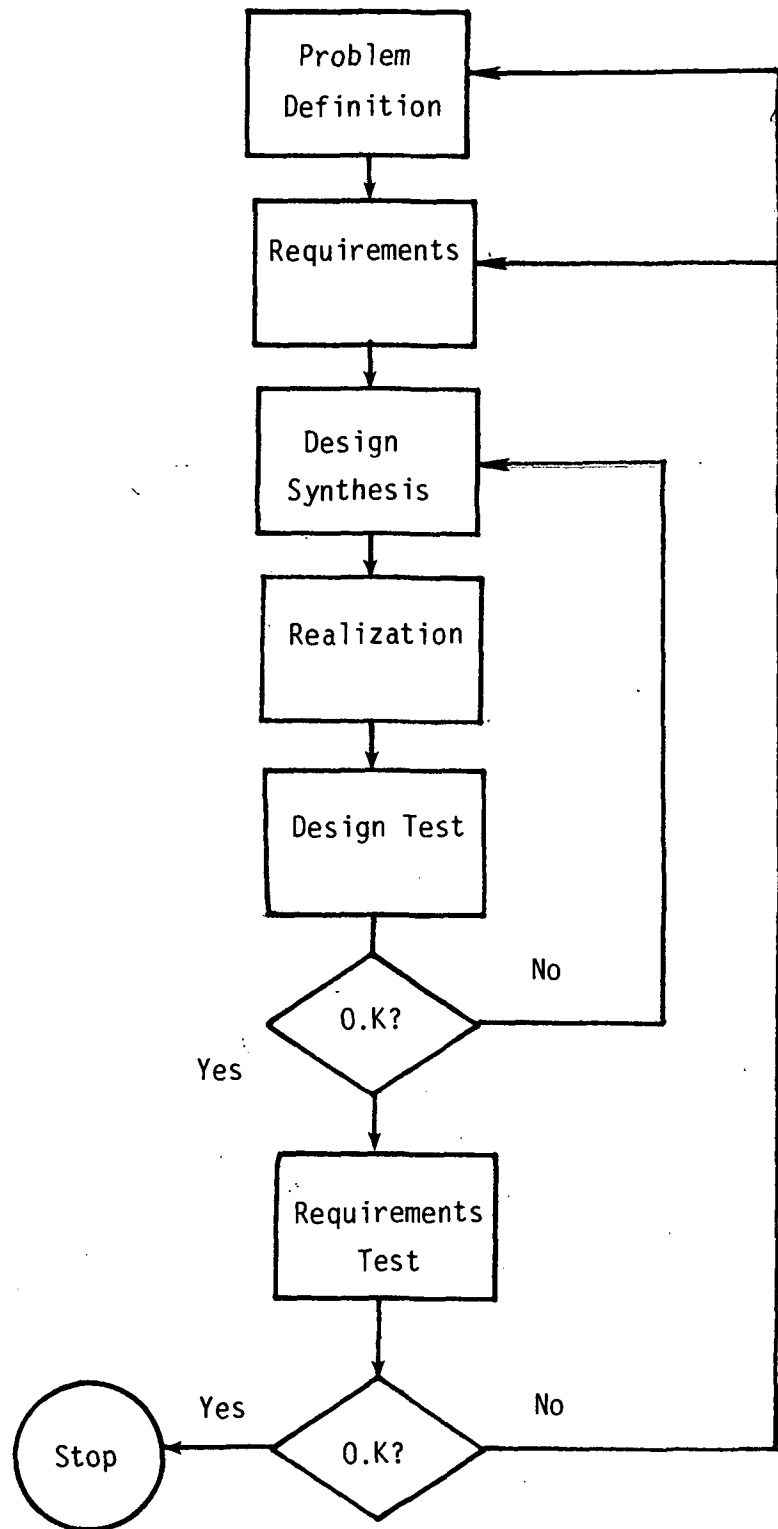 Problem
Definition
Requirements
Design
Synthesis
Realization
Design Test
No
O.K?
Yes
Requirements
Test
Yes
No
O.K?
Stop